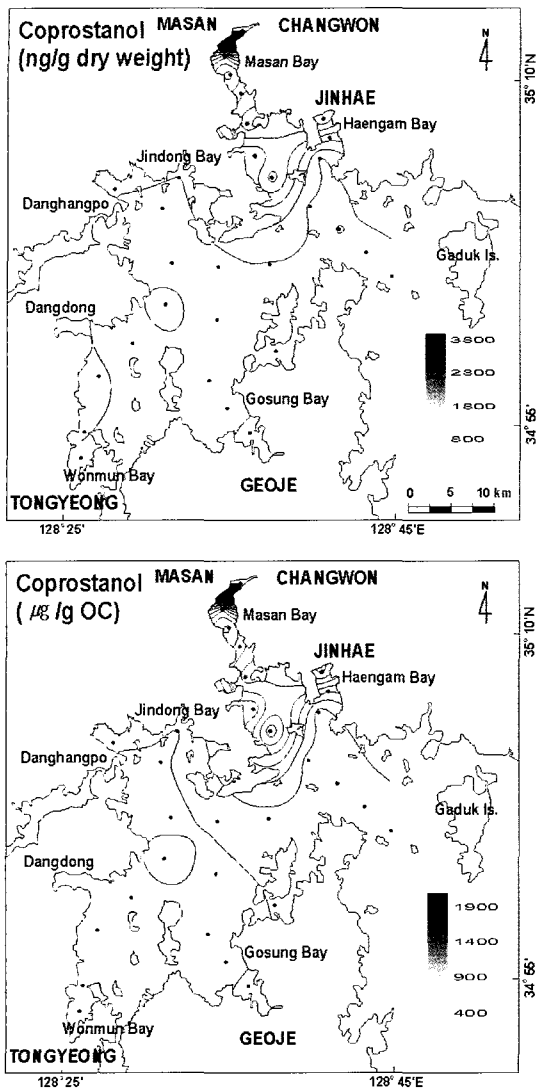 Coprostanol
(ng/g dry weight)
MASAN
CHANGWON
N
4
Masan Bay
35° 10'N
JINHAE
Haengam Bay
Jindong Bay
Danghangpo
Gaduk Is.
Dangdong
3800
2800
1800
800
Gosung Bay
34° 55'
Wonmun Bay
GEOJE
TONGYEONG
0 5 10 km
128° 25'
128° 45'E
Coprostanol
( μg /g OC)
MASAN
CHANGWON
N
4
Masan Bay
35° 10'N
JINHAE
Haengam Bay
Jindong Bay
Danghangpo
Gaduk Is.
Dangdong
1900
1400
900
400
Gosung Bay
34° 55'
Wonmun Bay
GEOJE
TONGYEONG
128° 25'
128° 45'E